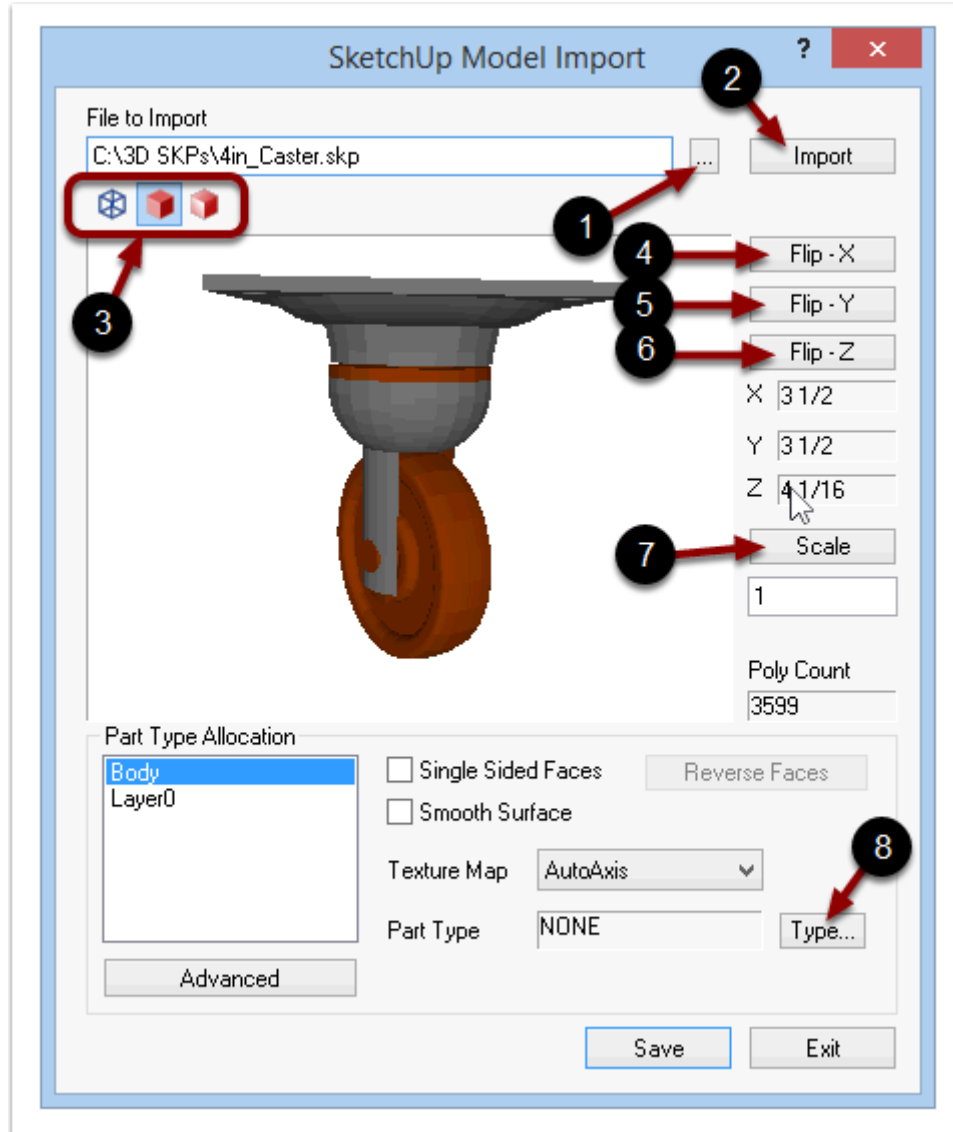 SketchUp Model Import ? ×
2
File to Import
C:\3D SKPs\4in_Caster.skp ... Import
1
3
4 Flip - X
5 Flip - Y
6 Flip - Z
X 3 1/2
Y 3 1/2
Z 4 1/16
7 Scale
1
Poly Count
3599
Part Type Allocation
Body
Layer0
Single Sided Faces Reverse Faces
Smooth Surface
8
Texture Map AutoAxis
Part Type NONE Type...
Advanced
Save Exit